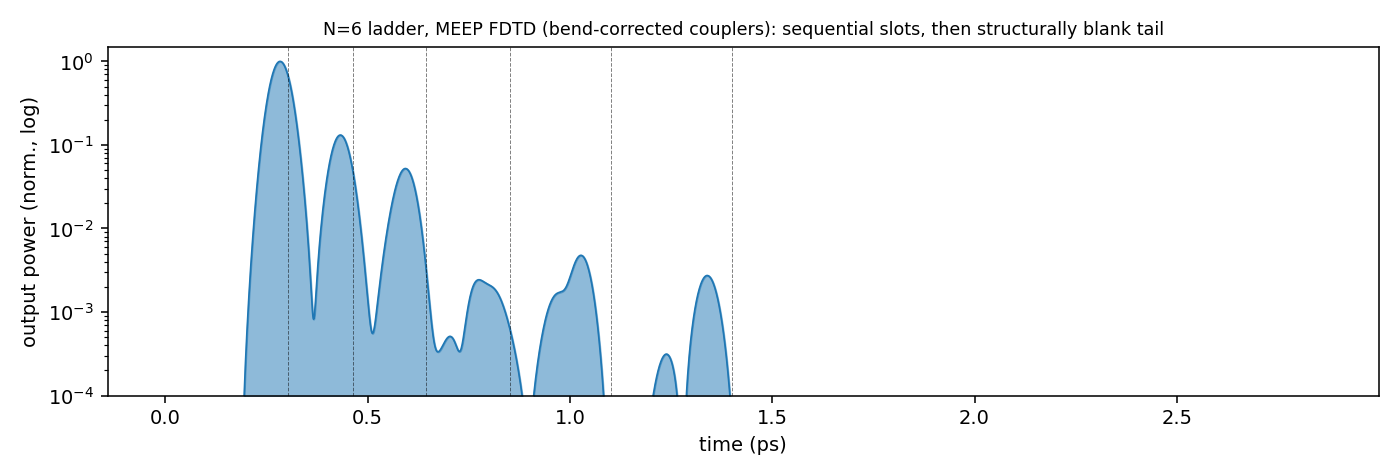 N=6 ladder, MEEP FDTD (bend-corrected couplers): sequential slots, then structurally blank tail
output power (norm., log)
10⁰
10⁻¹
10⁻²
10⁻³
10⁻⁴
0.0 0.5 1.0 1.5 2.0 2.5
time (ps)